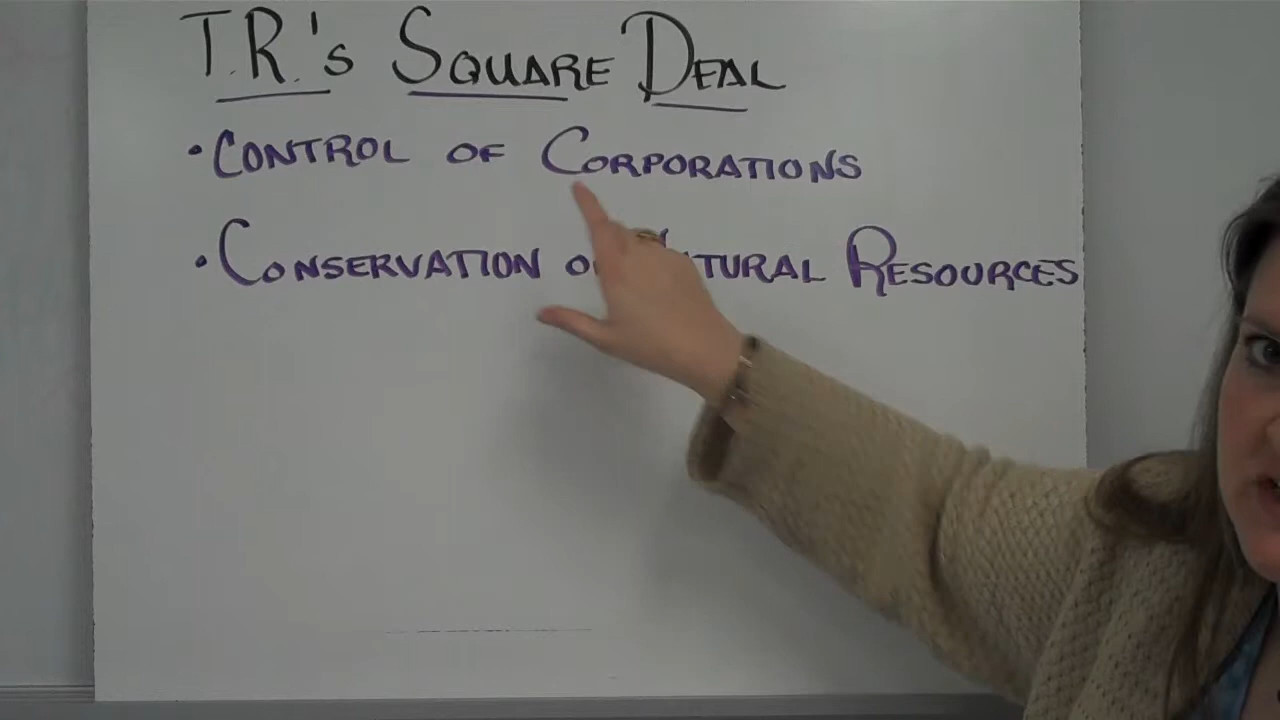 T.R.'s SQUARE DEAL
• CONTROL OF CORPORATIONS
• CONSERVATION RESOURCES